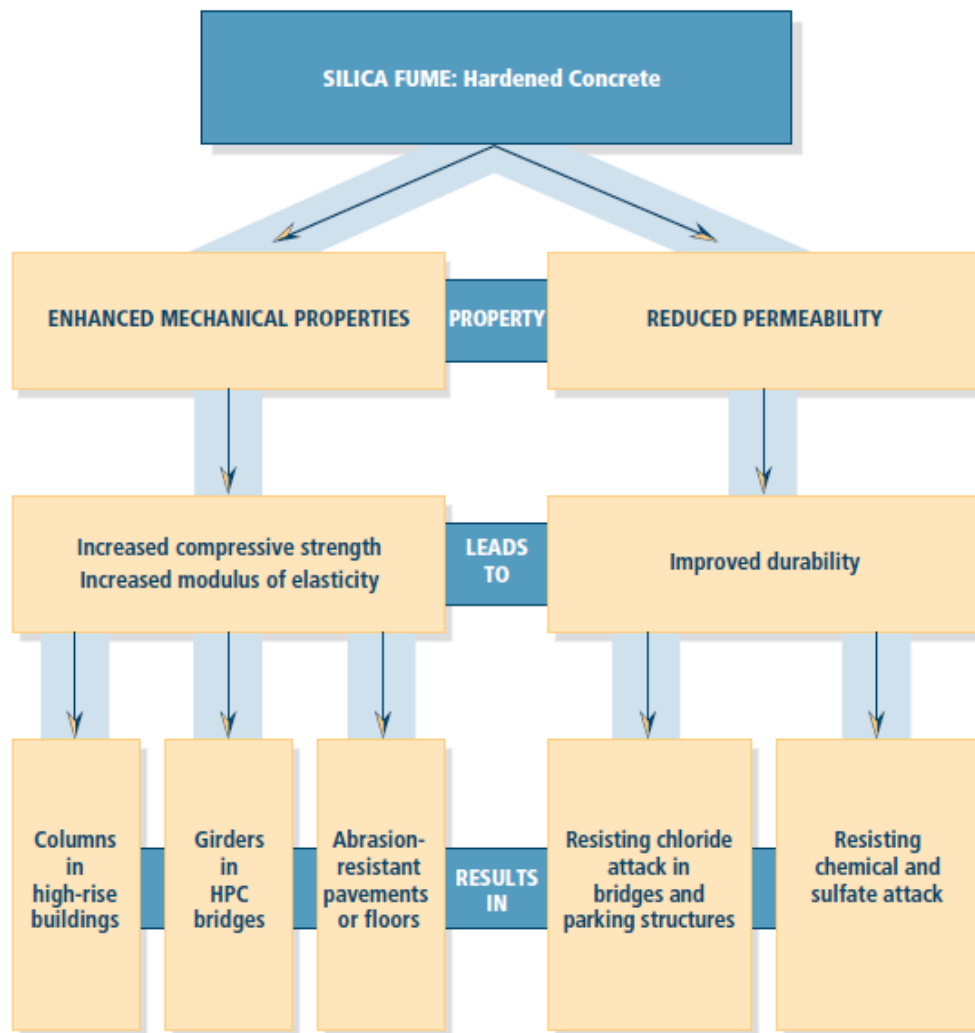 SILICA FUME: Hardened Concrete
ENHANCED MECHANICAL PROPERTIES
PROPERTY
REDUCED PERMEABILITY
Increased compressive strength
Increased modulus of elasticity
LEADS
TO
Improved durability
Columns
in
high-rise
buildings
Girders
in
HPC
bridges
Abrasion-
resistant
pavements
or floors
RESULTS
IN
Resisting chloride
attack in
bridges and
parking structures
Resisting
chemical and
sulfate attack